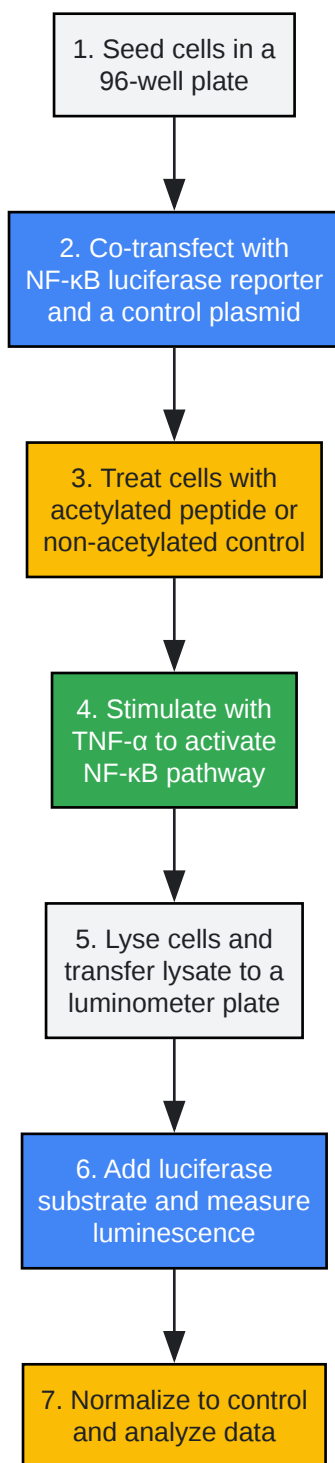 1. Seed cells in a
96-well plate
2. Co-transfect with
NF-κB luciferase reporter
and a control plasmid
3. Treat cells with
acetylated peptide or
non-acetylated control
4. Stimulate with
TNF-α to activate
NF-κB pathway
5. Lyse cells and
transfer lysate to a
luminometer plate
6. Add luciferase
substrate and measure
luminescence
7. Normalize to control
and analyze data